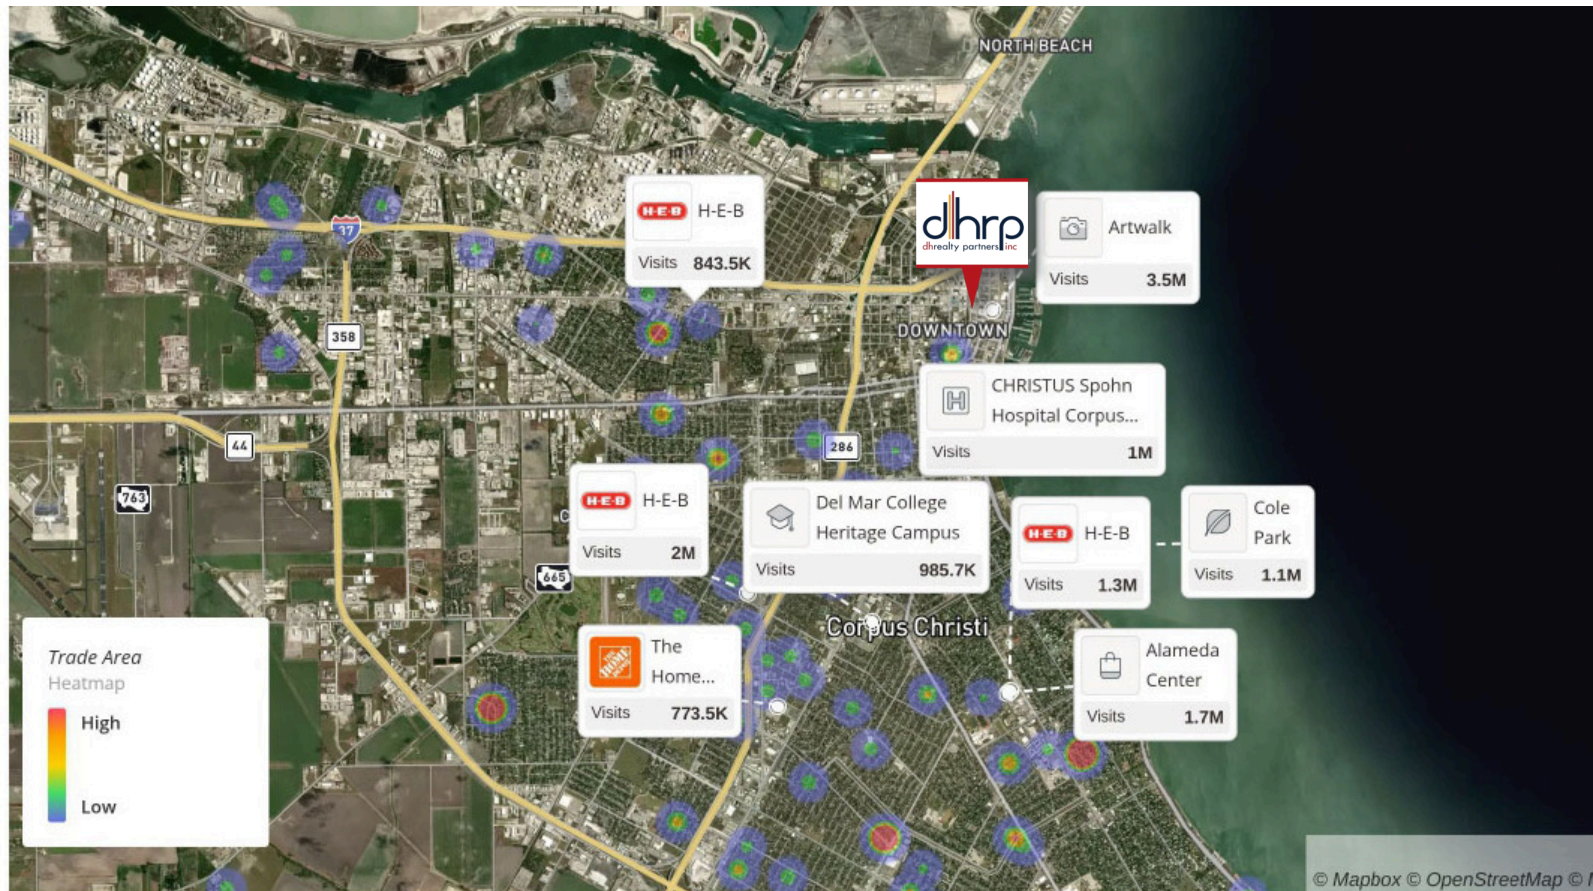 NORTH BEACH
H-E-B
H-E-B
Visits 843.5K
dhrp
dhrealty partners, inc
Artwalk
Visits 3.5M
37
358
DOWNTOWN
CHRISTUS Spohn
Hospital Corpus...
Visits 1M
44
286
763
H-E-B
H-E-B
Visits 2M
Del Mar College
Heritage Campus
Visits 985.7K
H-E-B
H-E-B
Visits 1.3M
Cole
Park
Visits 1.1M
665
C
Corpus Christi
THE HOME DEPOT
The
Home...
Visits 773.5K
Alameda
Center
Visits 1.7M
Trade Area
Heatmap
High
Low
© Mapbox © OpenStreetMap ©